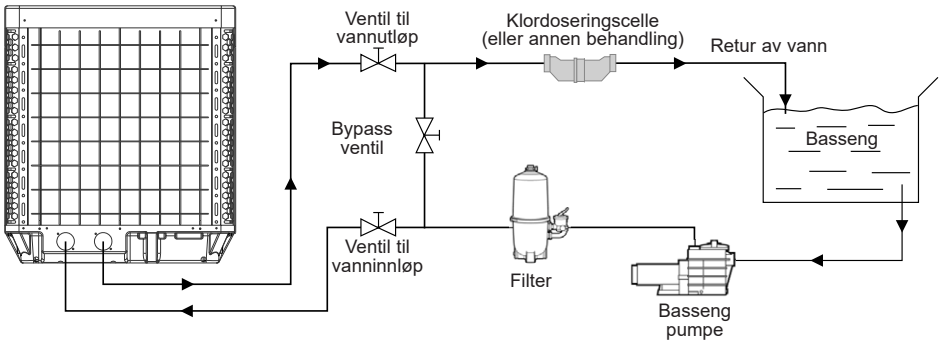 Ventil til
vannutløp
Klordoseringscelle
(eller annen behandling)
Retur av vann
Bypass
ventil
Basseng
Ventil til
vanninnløp
Filter
Basseng
pumpe